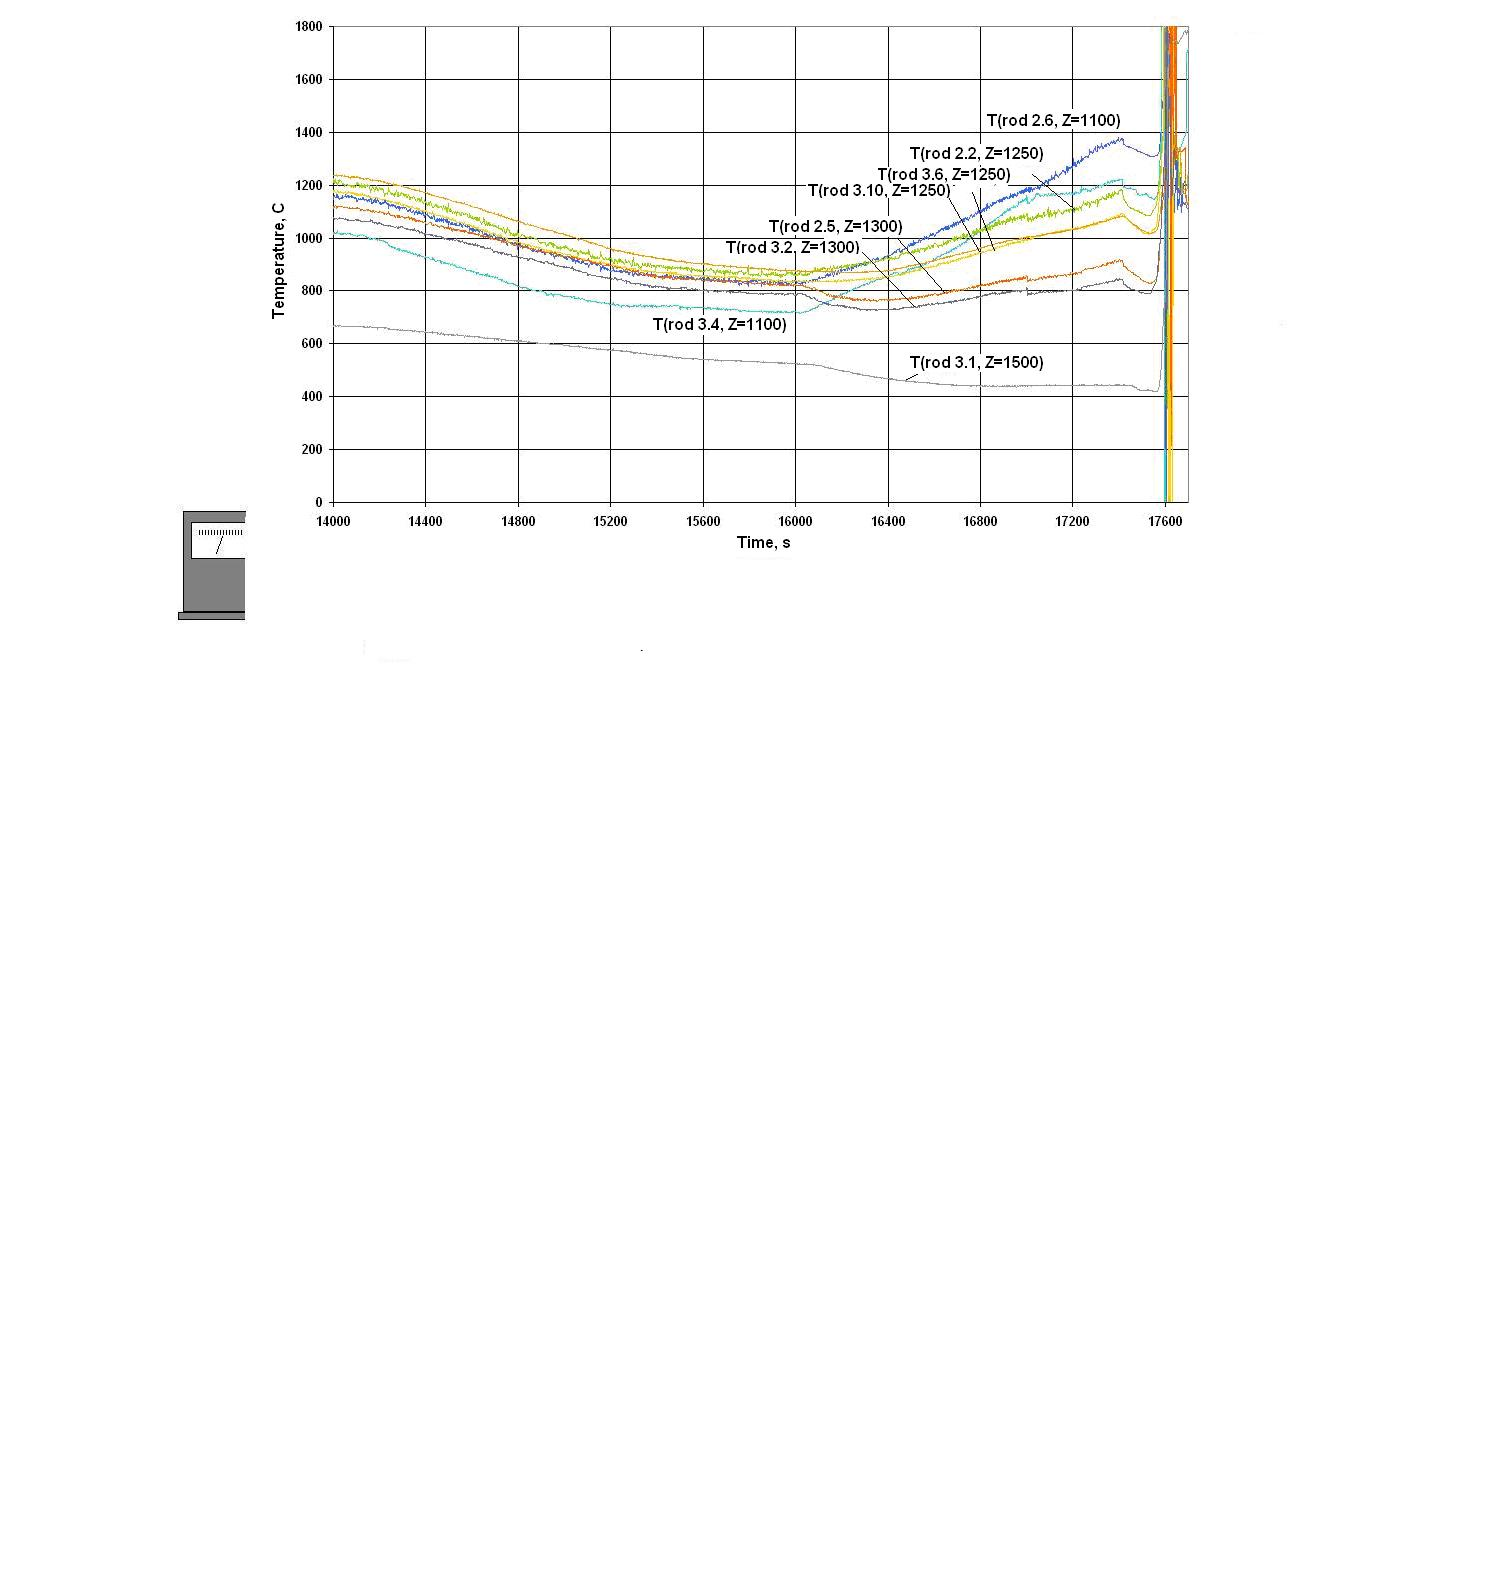 1800
1600
1400
1200
1000
800
600
400
200
0
Temperature, C
T(rod 2.6, Z=1100)
T(rod 2.2, Z=1250)
T(rod 3.6, Z=1250)
T(rod 3.10, Z=1250)
T(rod 2.5, Z=1300)
T(rod 3.2, Z=1300)
T(rod 3.4, Z=1100)
T(rod 3.1, Z=1500)
14000 14400 14800 15200 15600 16000 16400 16800 17200 17600
Time, s